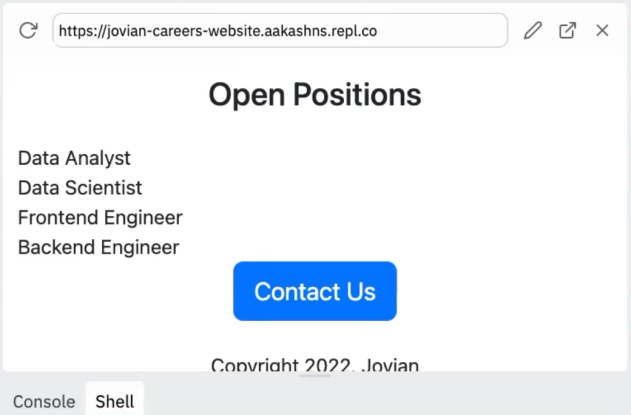 https://jovian-careers-website.aakashns.repl.co
Open Positions
Data Analyst
Data Scientist
Frontend Engineer
Backend Engineer
Contact Us
Copyright 2022, Jovian
Console Shell